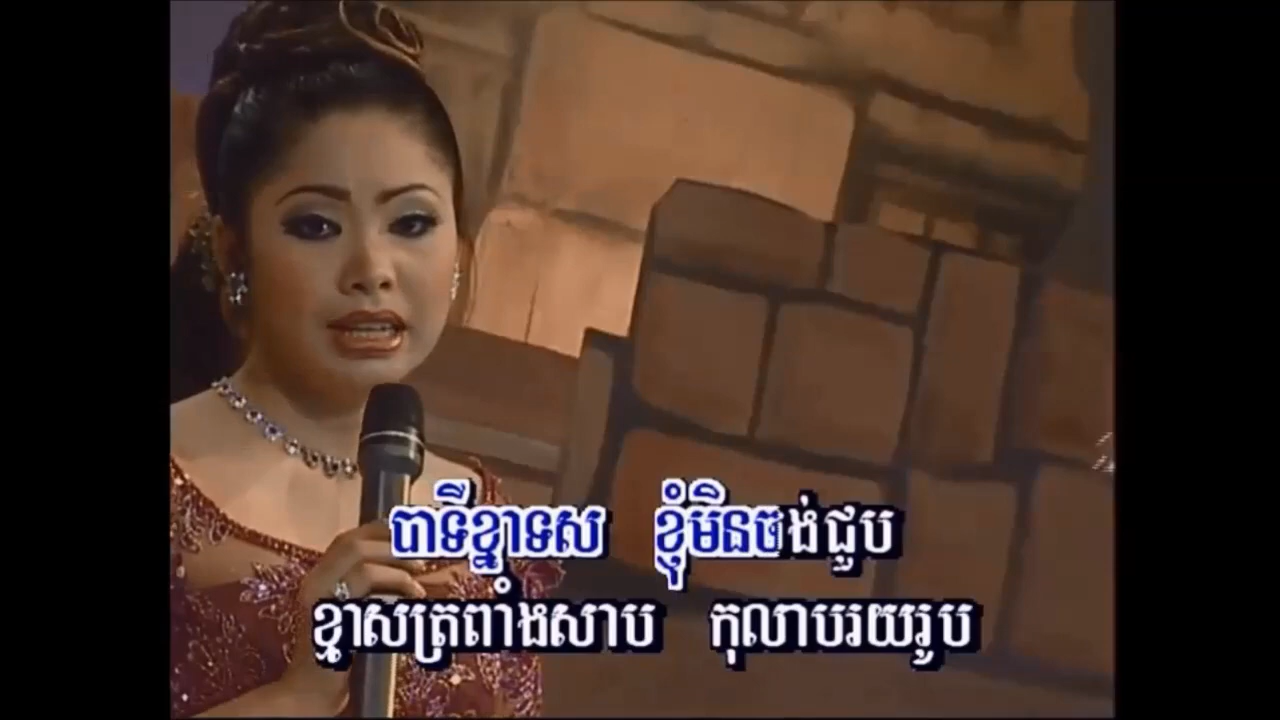 បាទីខ្នាទស ខ្ញុំមិនចង់ជួប
ខ្មាសត្រពាំងសាប កុលាបរយរូប